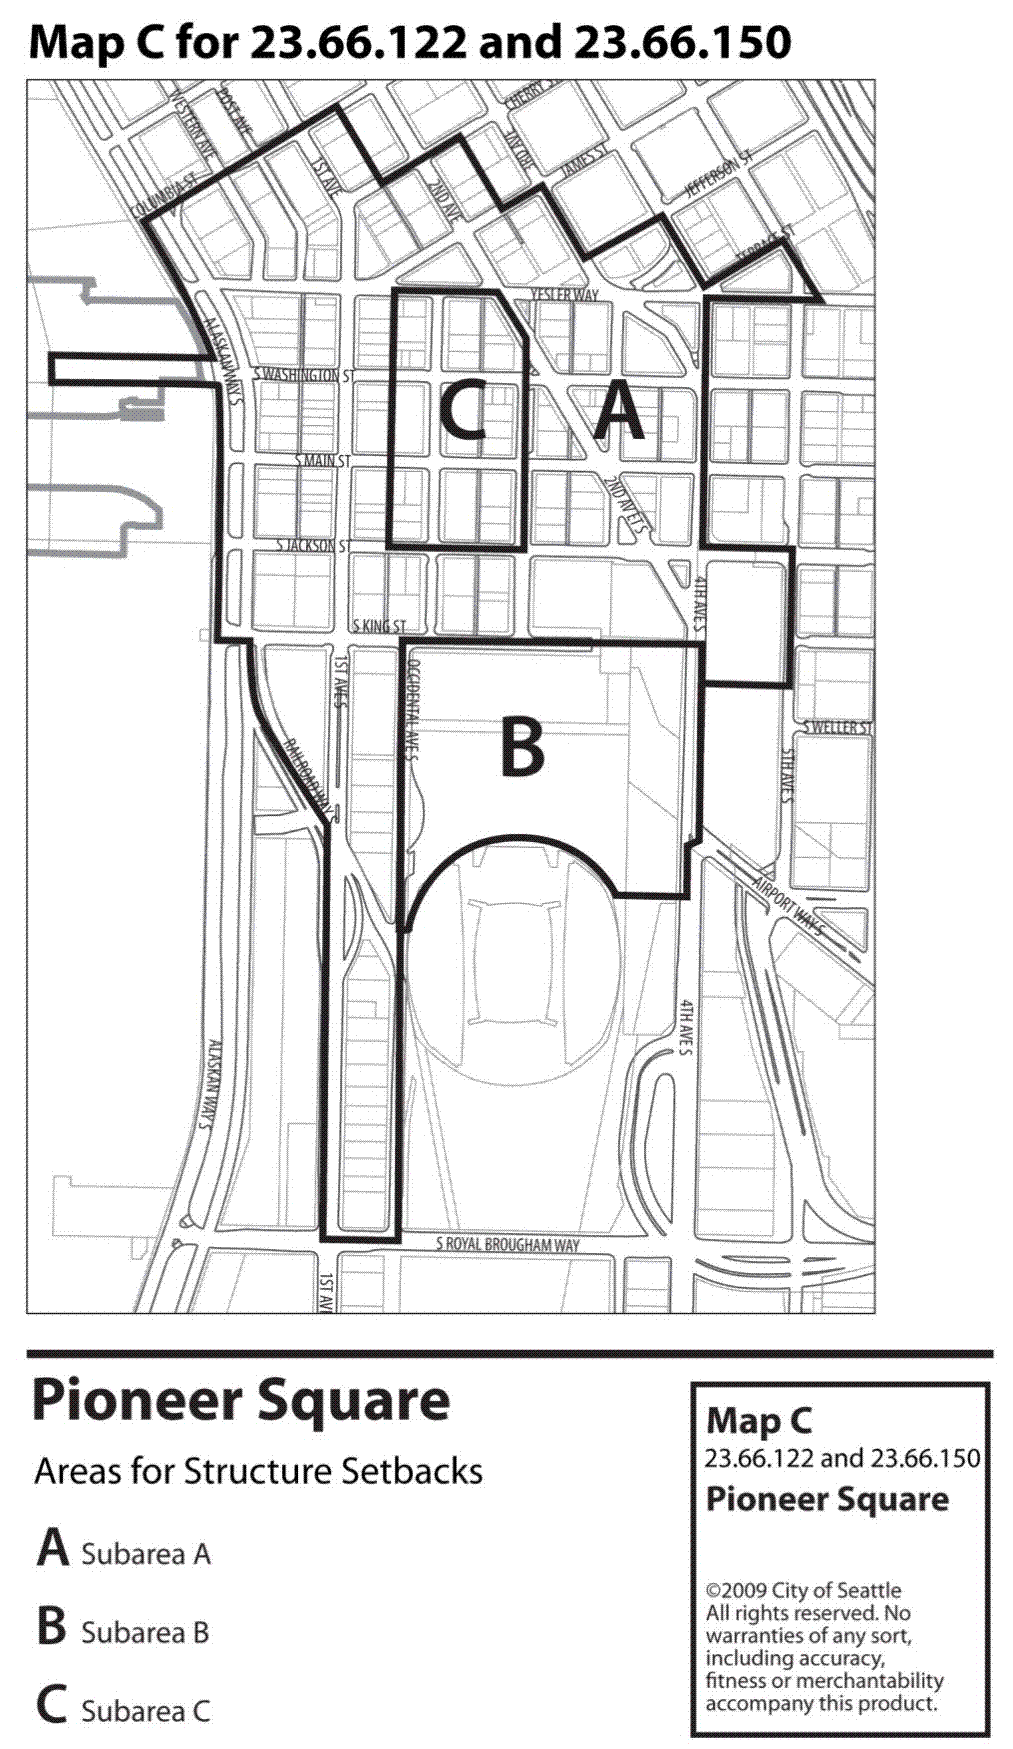 Map C for 23.66.122 and 23.66.150
CHERRY ST
WESTERN AVE
POST AVE
3RD AVE
JAMES ST
1ST AVE
JEFFERSON ST
2ND AVE
COLUMBIA ST
TERRACE ST
YESLER WAY
ALASKAN WAY S
S WASHINGTON ST
C
A
S MAIN ST
2ND AVE ET S
S JACKSON ST
4TH AVE S
S KING ST
1ST AVE S
OCCIDENTAL AVE S
B
S WELLER ST
RAILROAD WAY S
5TH AVE S
AIRPORT WAY S
4TH AVE S
ALASKAN WAY S
S ROYAL BROUGHAM WAY
1ST AV
Pioneer Square
Areas for Structure Setbacks
A Subarea A
B Subarea B
C Subarea C
Map C
23.66.122 and 23.66.150
Pioneer Square
©2009 City of Seattle
All rights reserved. No
warranties of any sort,
including accuracy,
fitness or merchantability
accompany this product.